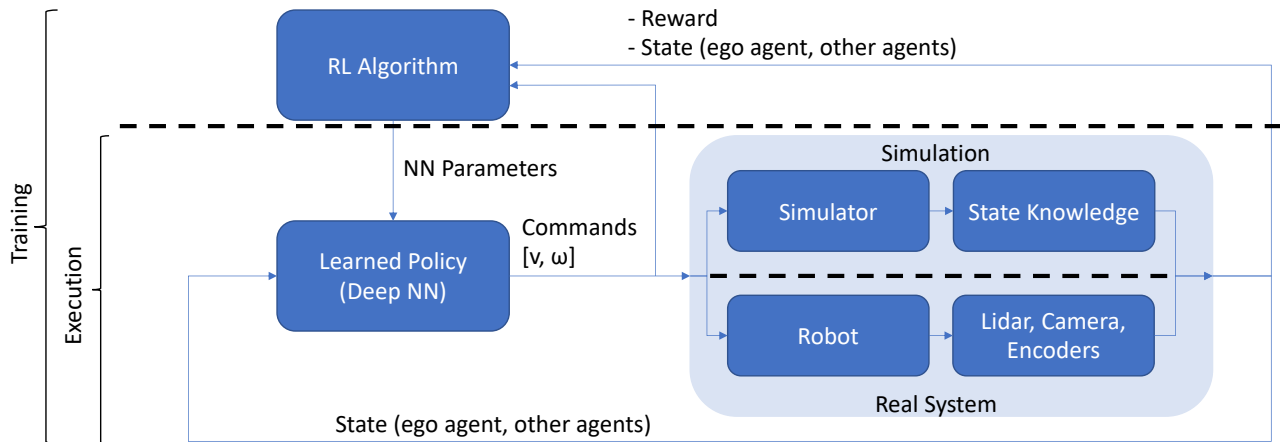 - Reward
- State (ego agent, other agents)
RL Algorithm
NN Parameters
Simulation
Simulator
State Knowledge
Commands
[v, ω]
Learned Policy
(Deep NN)
Training
Execution
Robot
Lidar, Camera,
Encoders
Real System
State (ego agent, other agents)